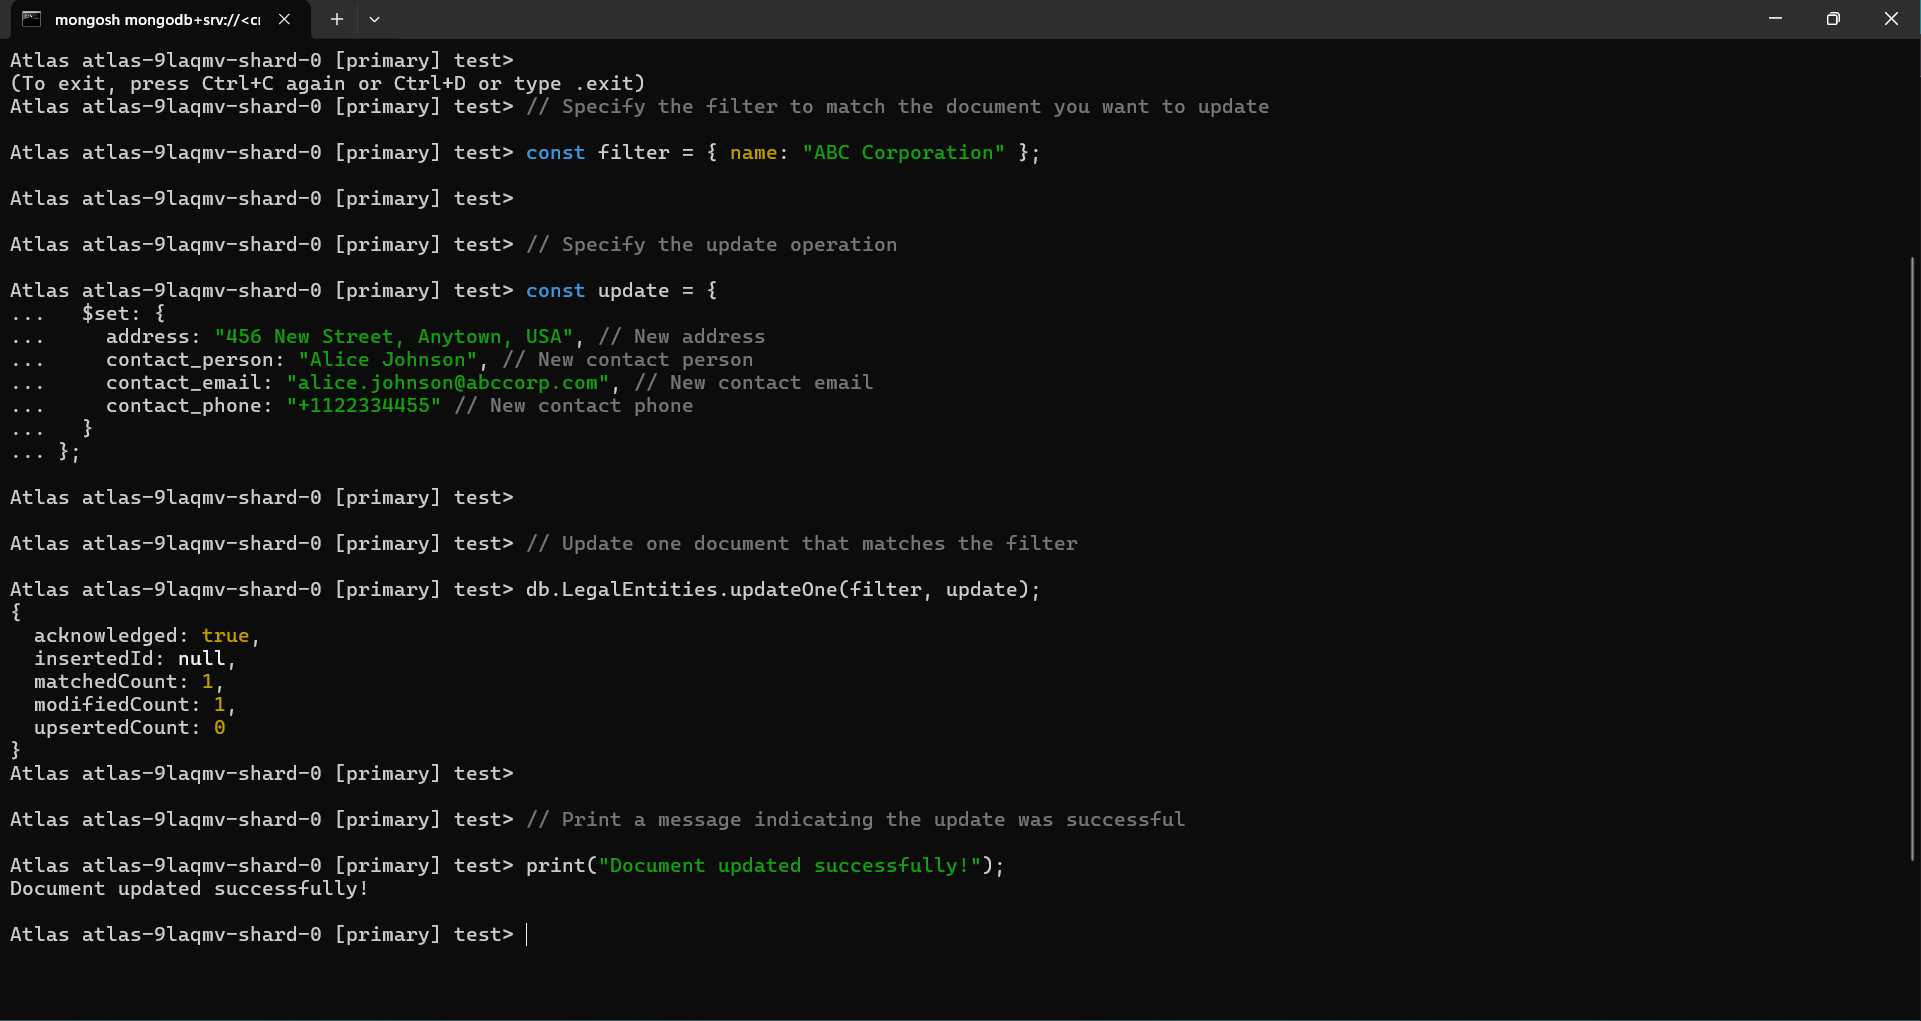 mongosh mongodb+srv://<cr
Atlas atlas-9laqmv-shard-0 [primary] test>
(To exit, press Ctrl+C again or Ctrl+D or type .exit)
Atlas atlas-9laqmv-shard-0 [primary] test> // Specify the filter to match the document you want to update
Atlas atlas-9laqmv-shard-0 [primary] test> const filter = { name: "ABC Corporation" };
Atlas atlas-9laqmv-shard-0 [primary] test>
Atlas atlas-9laqmv-shard-0 [primary] test> // Specify the update operation
Atlas atlas-9laqmv-shard-0 [primary] test> const update = {
...   $set: {
...     address: "456 New Street, Anytown, USA", // New address
...     contact_person: "Alice Johnson", // New contact person
...     contact_email: "alice.johnson@abccorp.com", // New contact email
...     contact_phone: "+1122334455" // New contact phone
...   }
... };
Atlas atlas-9laqmv-shard-0 [primary] test>
Atlas atlas-9laqmv-shard-0 [primary] test> // Update one document that matches the filter
Atlas atlas-9laqmv-shard-0 [primary] test> db.LegalEntities.updateOne(filter, update);
{
  acknowledged: true,
  insertedId: null,
  matchedCount: 1,
  modifiedCount: 1,
  upsertedCount: 0
}
Atlas atlas-9laqmv-shard-0 [primary] test>
Atlas atlas-9laqmv-shard-0 [primary] test> // Print a message indicating the update was successful
Atlas atlas-9laqmv-shard-0 [primary] test> print("Document updated successfully!");
Document updated successfully!
Atlas atlas-9laqmv-shard-0 [primary] test>